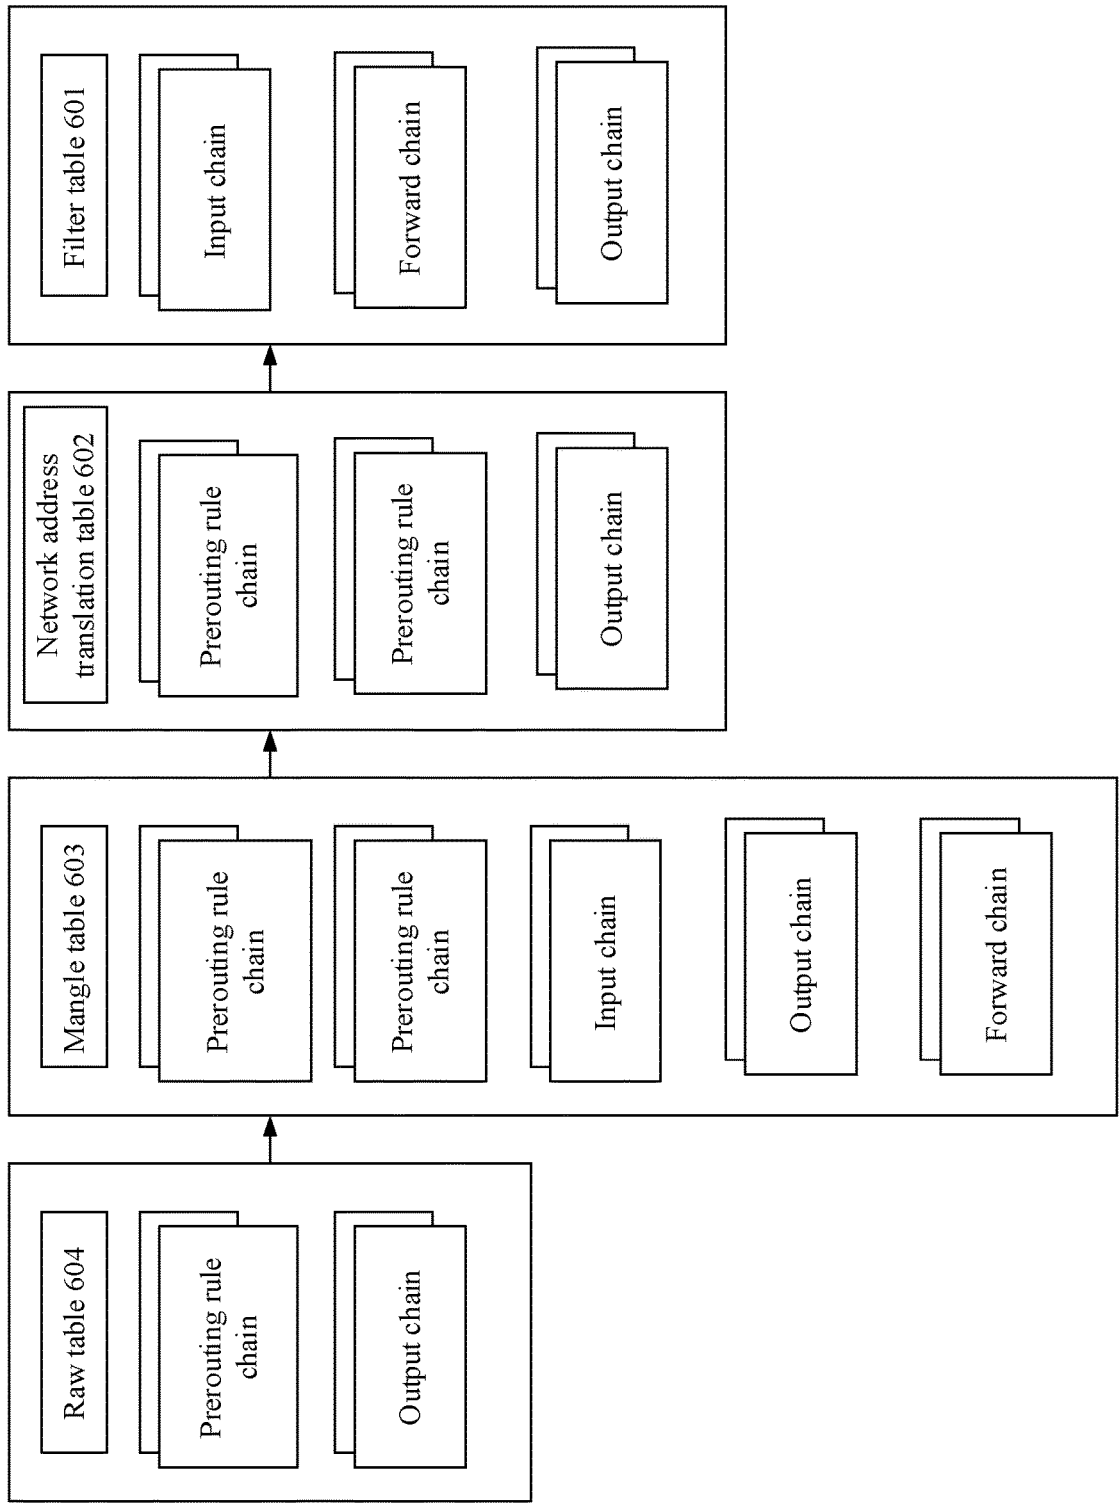 Raw table 604
Prerouting rule
chain
Output chain
Mangle table 603
Prerouting rule
chain
Prerouting rule
chain
Input chain
Output chain
Forward chain
Network address
translation table 602
Prerouting rule
chain
Prerouting rule
chain
Output chain
Filter table 601
Input chain
Forward chain
Output chain